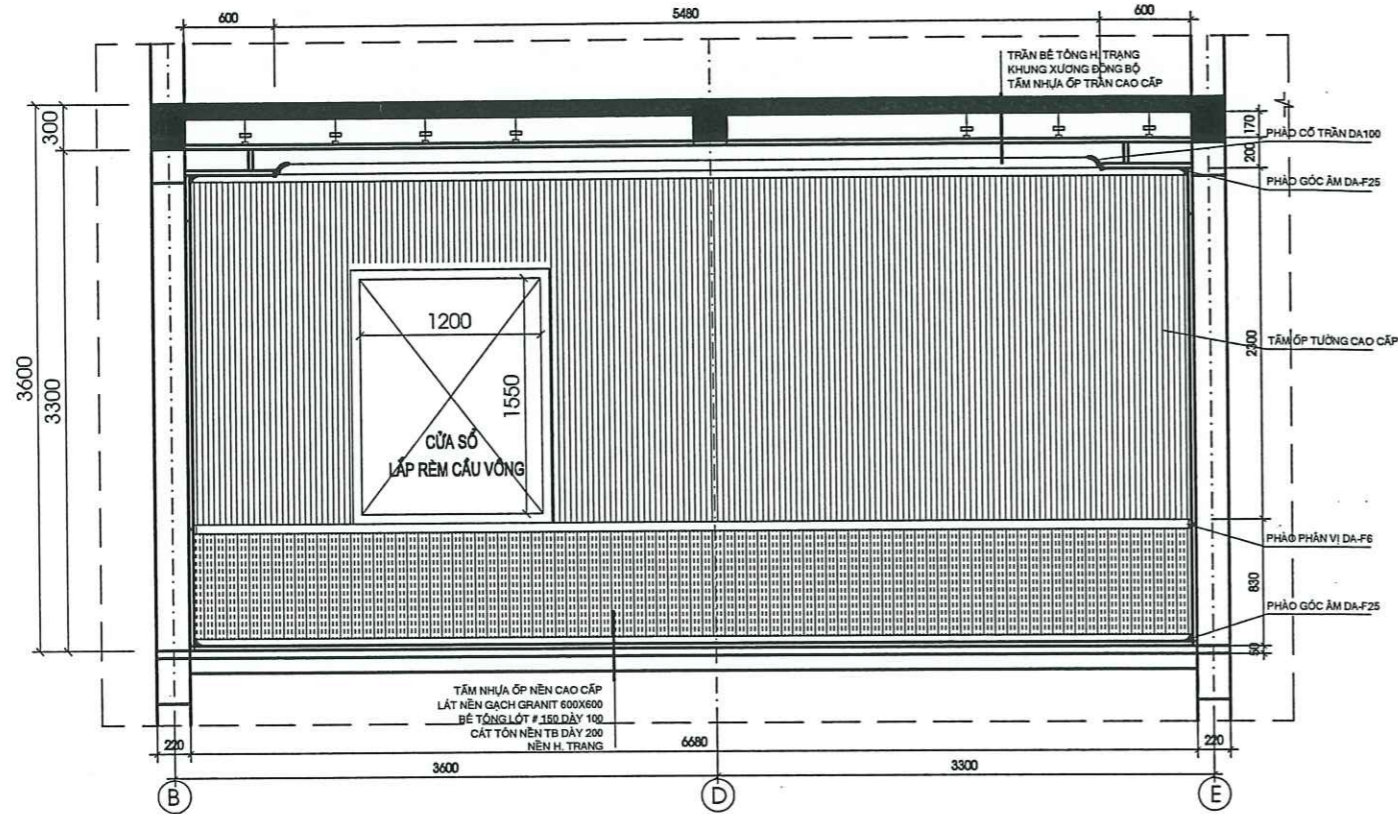 600
5480
600
TRẦN BÊ TÔNG H. TRẠNG
KHUNG XƯƠNG ĐỒNG BỘ
TẤM NHỰA ỐP TRẦN CAO CẤP
300
170
PHÀO CỔ TRẦN DA100
200
PHÀO GÓC ÂM DA-F25
1200
2300
TẤM ỐP TƯỜNG CAO CẤP
3600
3300
1550
CỬA SỔ
LẮP RÈM CẦU VỒNG
PHÀO PHÂN VỊ DA-F6
830
PHÀO GÓC ÂM DA-F25
50
TẤM NHỰA ỐP NỀN CAO CẤP
LÁT NỀN GẠCH GRANIT 600X600
BÊ TÔNG LÓT # 150 DÀY 100
CÁT TÔN NỀN TB DÀY 200
NỀN H. TRANG
220
6680
220
3600
3300
B
D
E